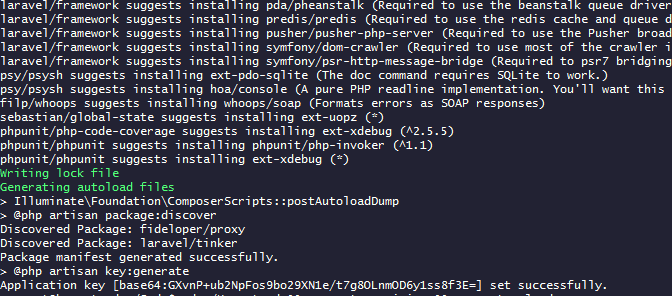 laravel/framework suggests installing pda/pheanstalk (Required to use the beanstalk queue driver
laravel/framework suggests installing predis/predis (Required to use the redis cache and queue d
laravel/framework suggests installing pusher/pusher-php-server (Required to use the Pusher broad
laravel/framework suggests installing symfony/dom-crawler (Required to use most of the crawler i
laravel/framework suggests installing symfony/psr-http-message-bridge (Required to psr7 bridging
psy/psysh suggests installing ext-pdo-sqlite (The doc command requires SQLite to work.)
psy/psysh suggests installing hoa/console (A pure PHP readline implementation. You'll want this
filp/whoops suggests installing whoops/soap (Formats errors as SOAP responses)
sebastian/global-state suggests installing ext-uopz (*)
phpunit/php-code-coverage suggests installing ext-xdebug (^2.5.5)
phpunit/phpunit suggests installing phpunit/php-invoker (^1.1)
phpunit/phpunit suggests installing ext-xdebug (*)
Writing lock file
Generating autoload files
> Illuminate\Foundation\ComposerScripts::postAutoloadDump
> @php artisan package:discover
Discovered Package: fideloper/proxy
Discovered Package: laravel/tinker
Package manifest generated successfully.
> @php artisan key:generate
Application key [base64:GXvnP+ub2NpFos9bo29XN1e/t7g8OLnmOD6y1ss8f3E=] set successfully.